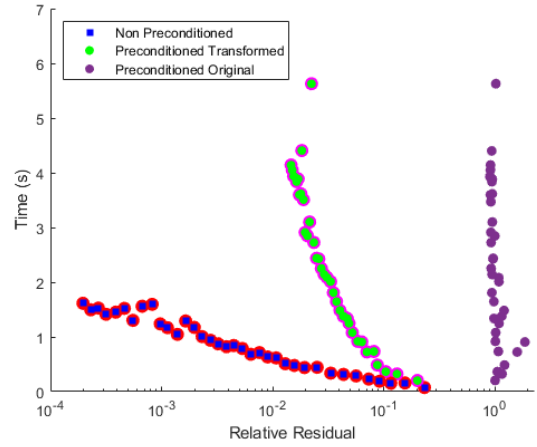 7
6
5
4
3
2
1
0
Time (s)
Non Preconditioned
Preconditioned Transformed
Preconditioned Original
10^-4 10^-3 10^-2 10^-1 10^0
Relative Residual